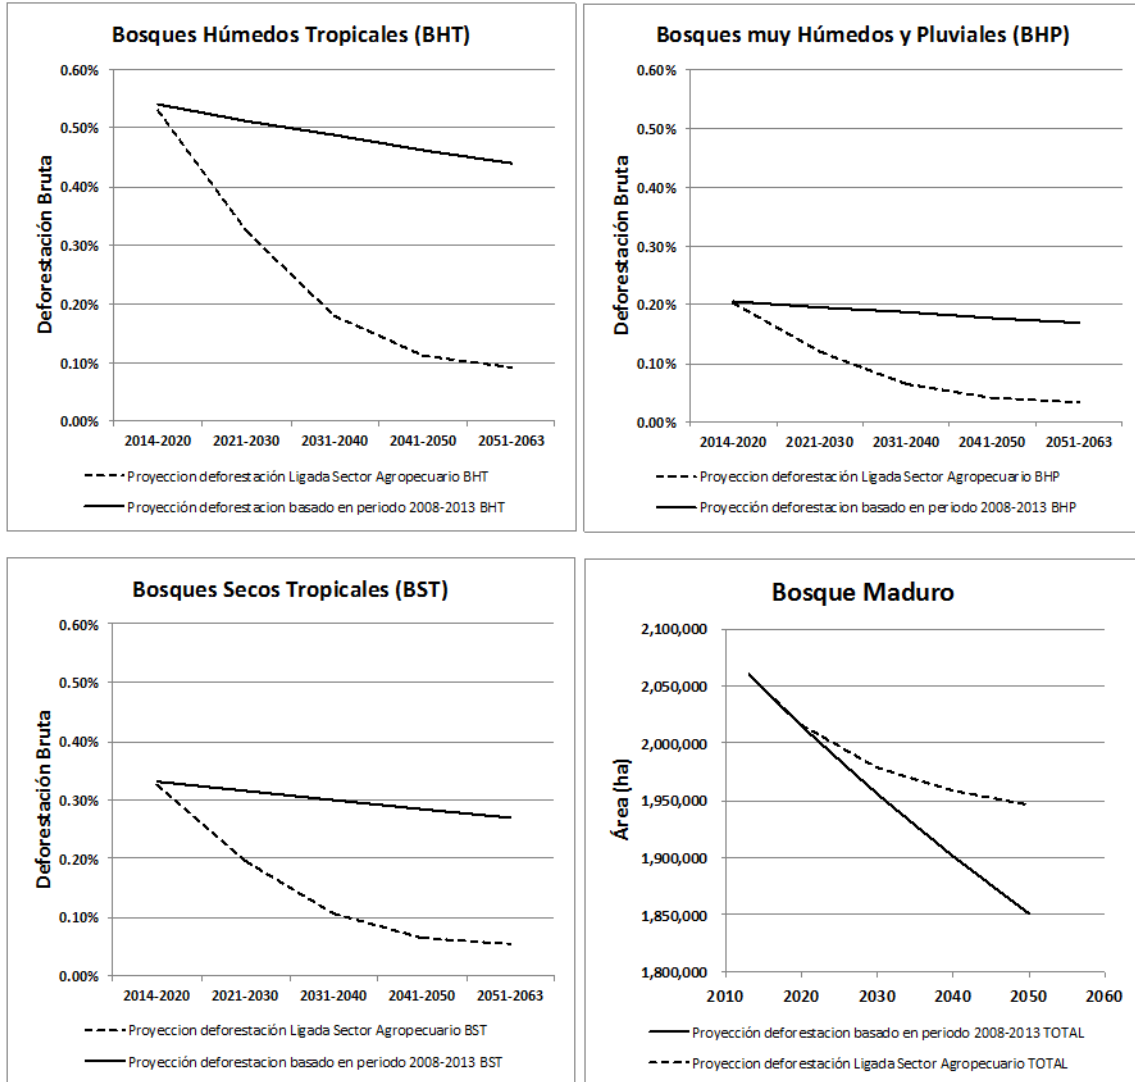 Bosques Húmedos Tropicales (BHT)
Deforestación Bruta
0.60%
0.50%
0.40%
0.30%
0.20%
0.10%
0.00%
2014-2020 2021-2030 2031-2040 2041-2050 2051-2063
Proyeccion deforestación Ligada Sector Agropecuario BHT
Proyección deforestacion basado en periodo 2008-2013 BHT
Bosques muy Húmedos y Pluviales (BHP)
Deforestación Bruta
0.60%
0.50%
0.40%
0.30%
0.20%
0.10%
0.00%
2014-2020 2021-2030 2031-2040 2041-2050 2051-2063
Proyeccion deforestación Ligada Sector Agropecuario BHP
Proyección deforestacion basado en periodo 2008-2013 BHP
Bosques Secos Tropicales (BST)
Deforestación Bruta
0.60%
0.50%
0.40%
0.30%
0.20%
0.10%
0.00%
2014-2020 2021-2030 2031-2040 2041-2050 2051-2063
Proyeccion deforestación Ligada Sector Agropecuario BST
Proyección deforestacion basado en periodo 2008-2013 BST
Bosque Maduro
Área (ha)
2,100,000
2,050,000
2,000,000
1,950,000
1,900,000
1,850,000
1,800,000
2010 2020 2030 2040 2050 2060
Proyección deforestacion basado en periodo 2008-2013 TOTAL
Proyeccion deforestación Ligada Sector Agropecuario TOTAL